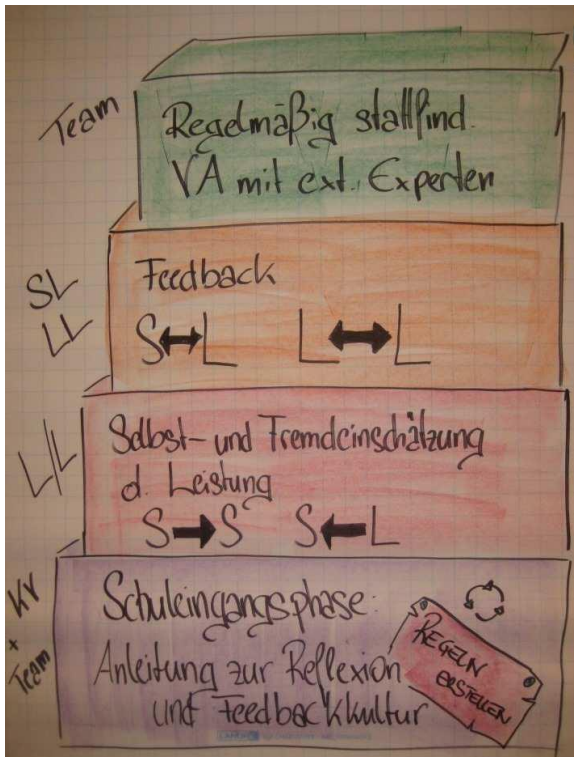 Team
Regelmäßig stattfind.
VA mit ext. Experten
SL
LL
Feedback
S↔L L↔L
L/L
Selbst- und Fremdeinschätzung
d. Leistung
S→S S←L
KV
+
Team
Schuleingangsphase:
Anleitung zur Reflexion
und Feedbackkultur
REGELN
ERSTELLEN